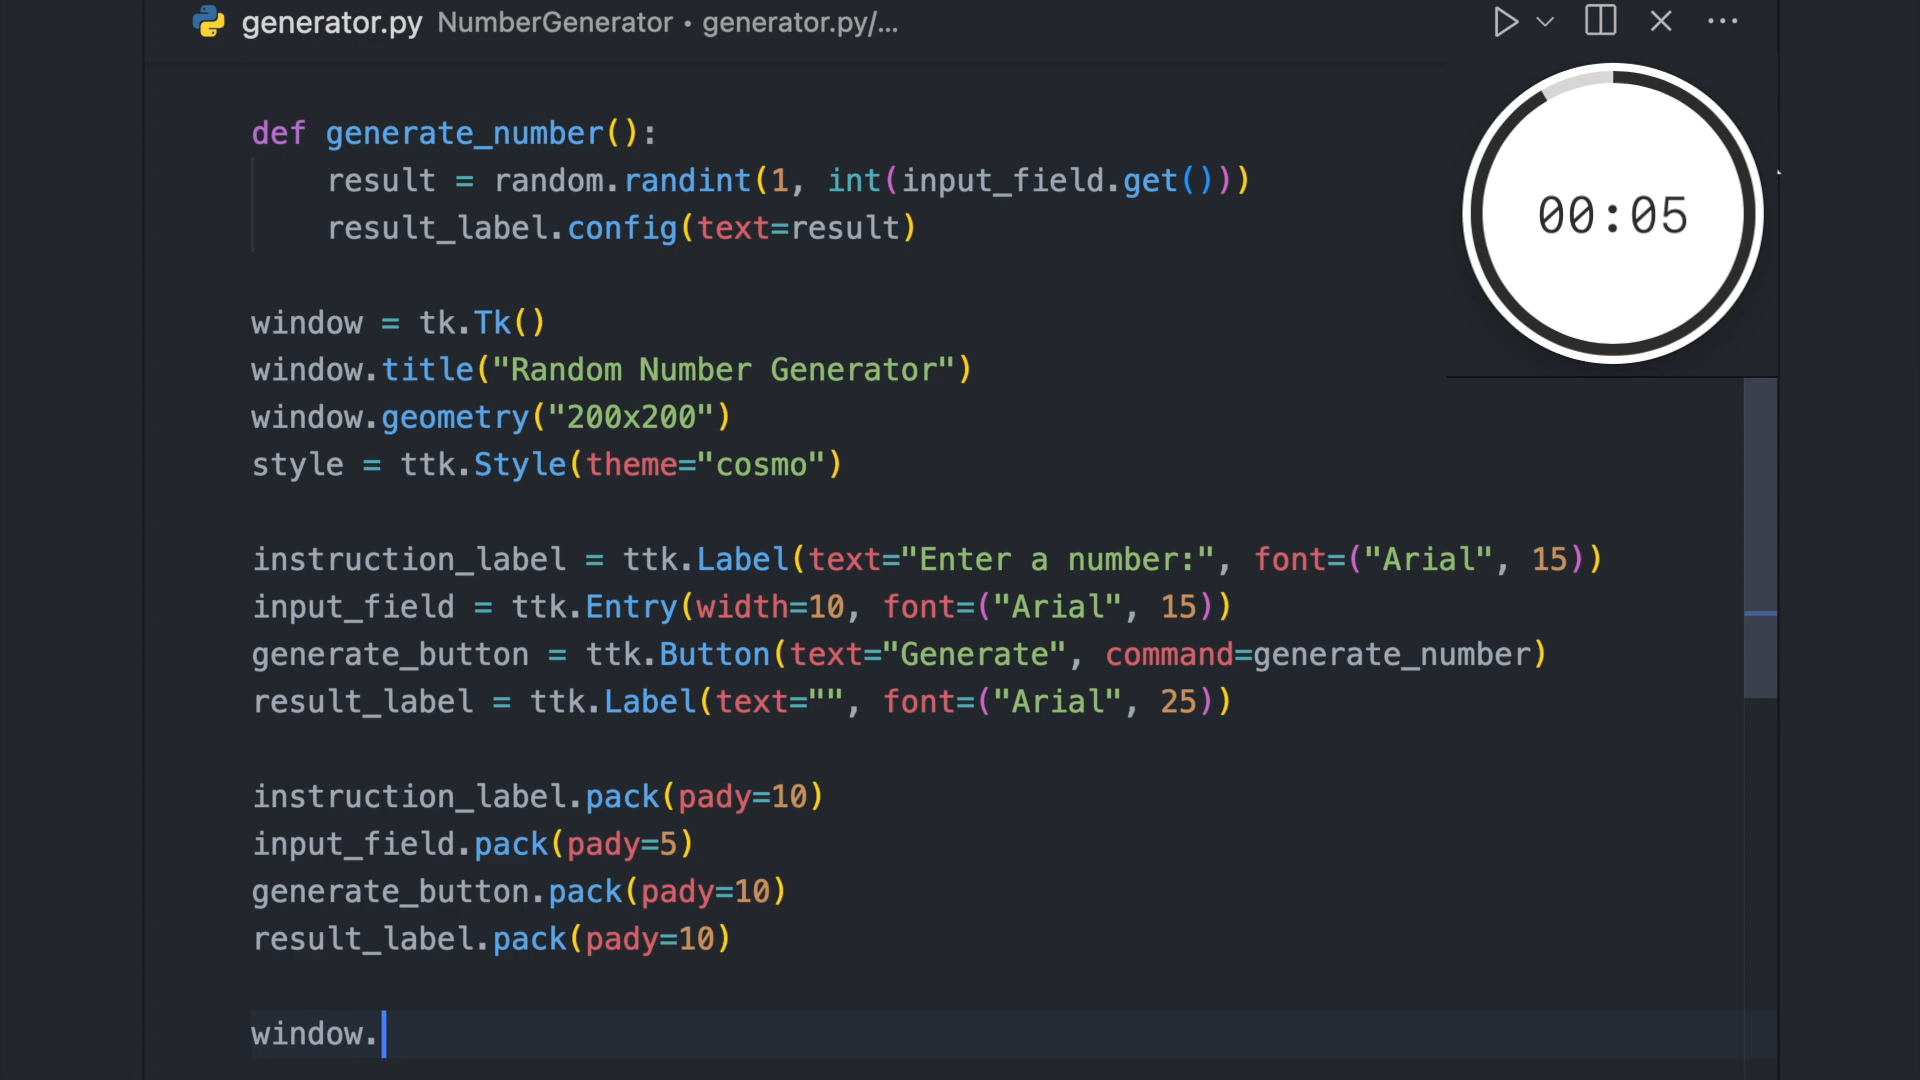 generator.py NumberGenerator • generator.py/...
00:05
def generate_number():
    result = random.randint(1, int(input_field.get()))
    result_label.config(text=result)
window = tk.Tk()
window.title("Random Number Generator")
window.geometry("200x200")
style = ttk.Style(theme="cosmo")
instruction_label = ttk.Label(text="Enter a number:", font=("Arial", 15))
input_field = ttk.Entry(width=10, font=("Arial", 15))
generate_button = ttk.Button(text="Generate", command=generate_number)
result_label = ttk.Label(text="", font=("Arial", 25))
instruction_label.pack(pady=10)
input_field.pack(pady=5)
generate_button.pack(pady=10)
result_label.pack(pady=10)
window.